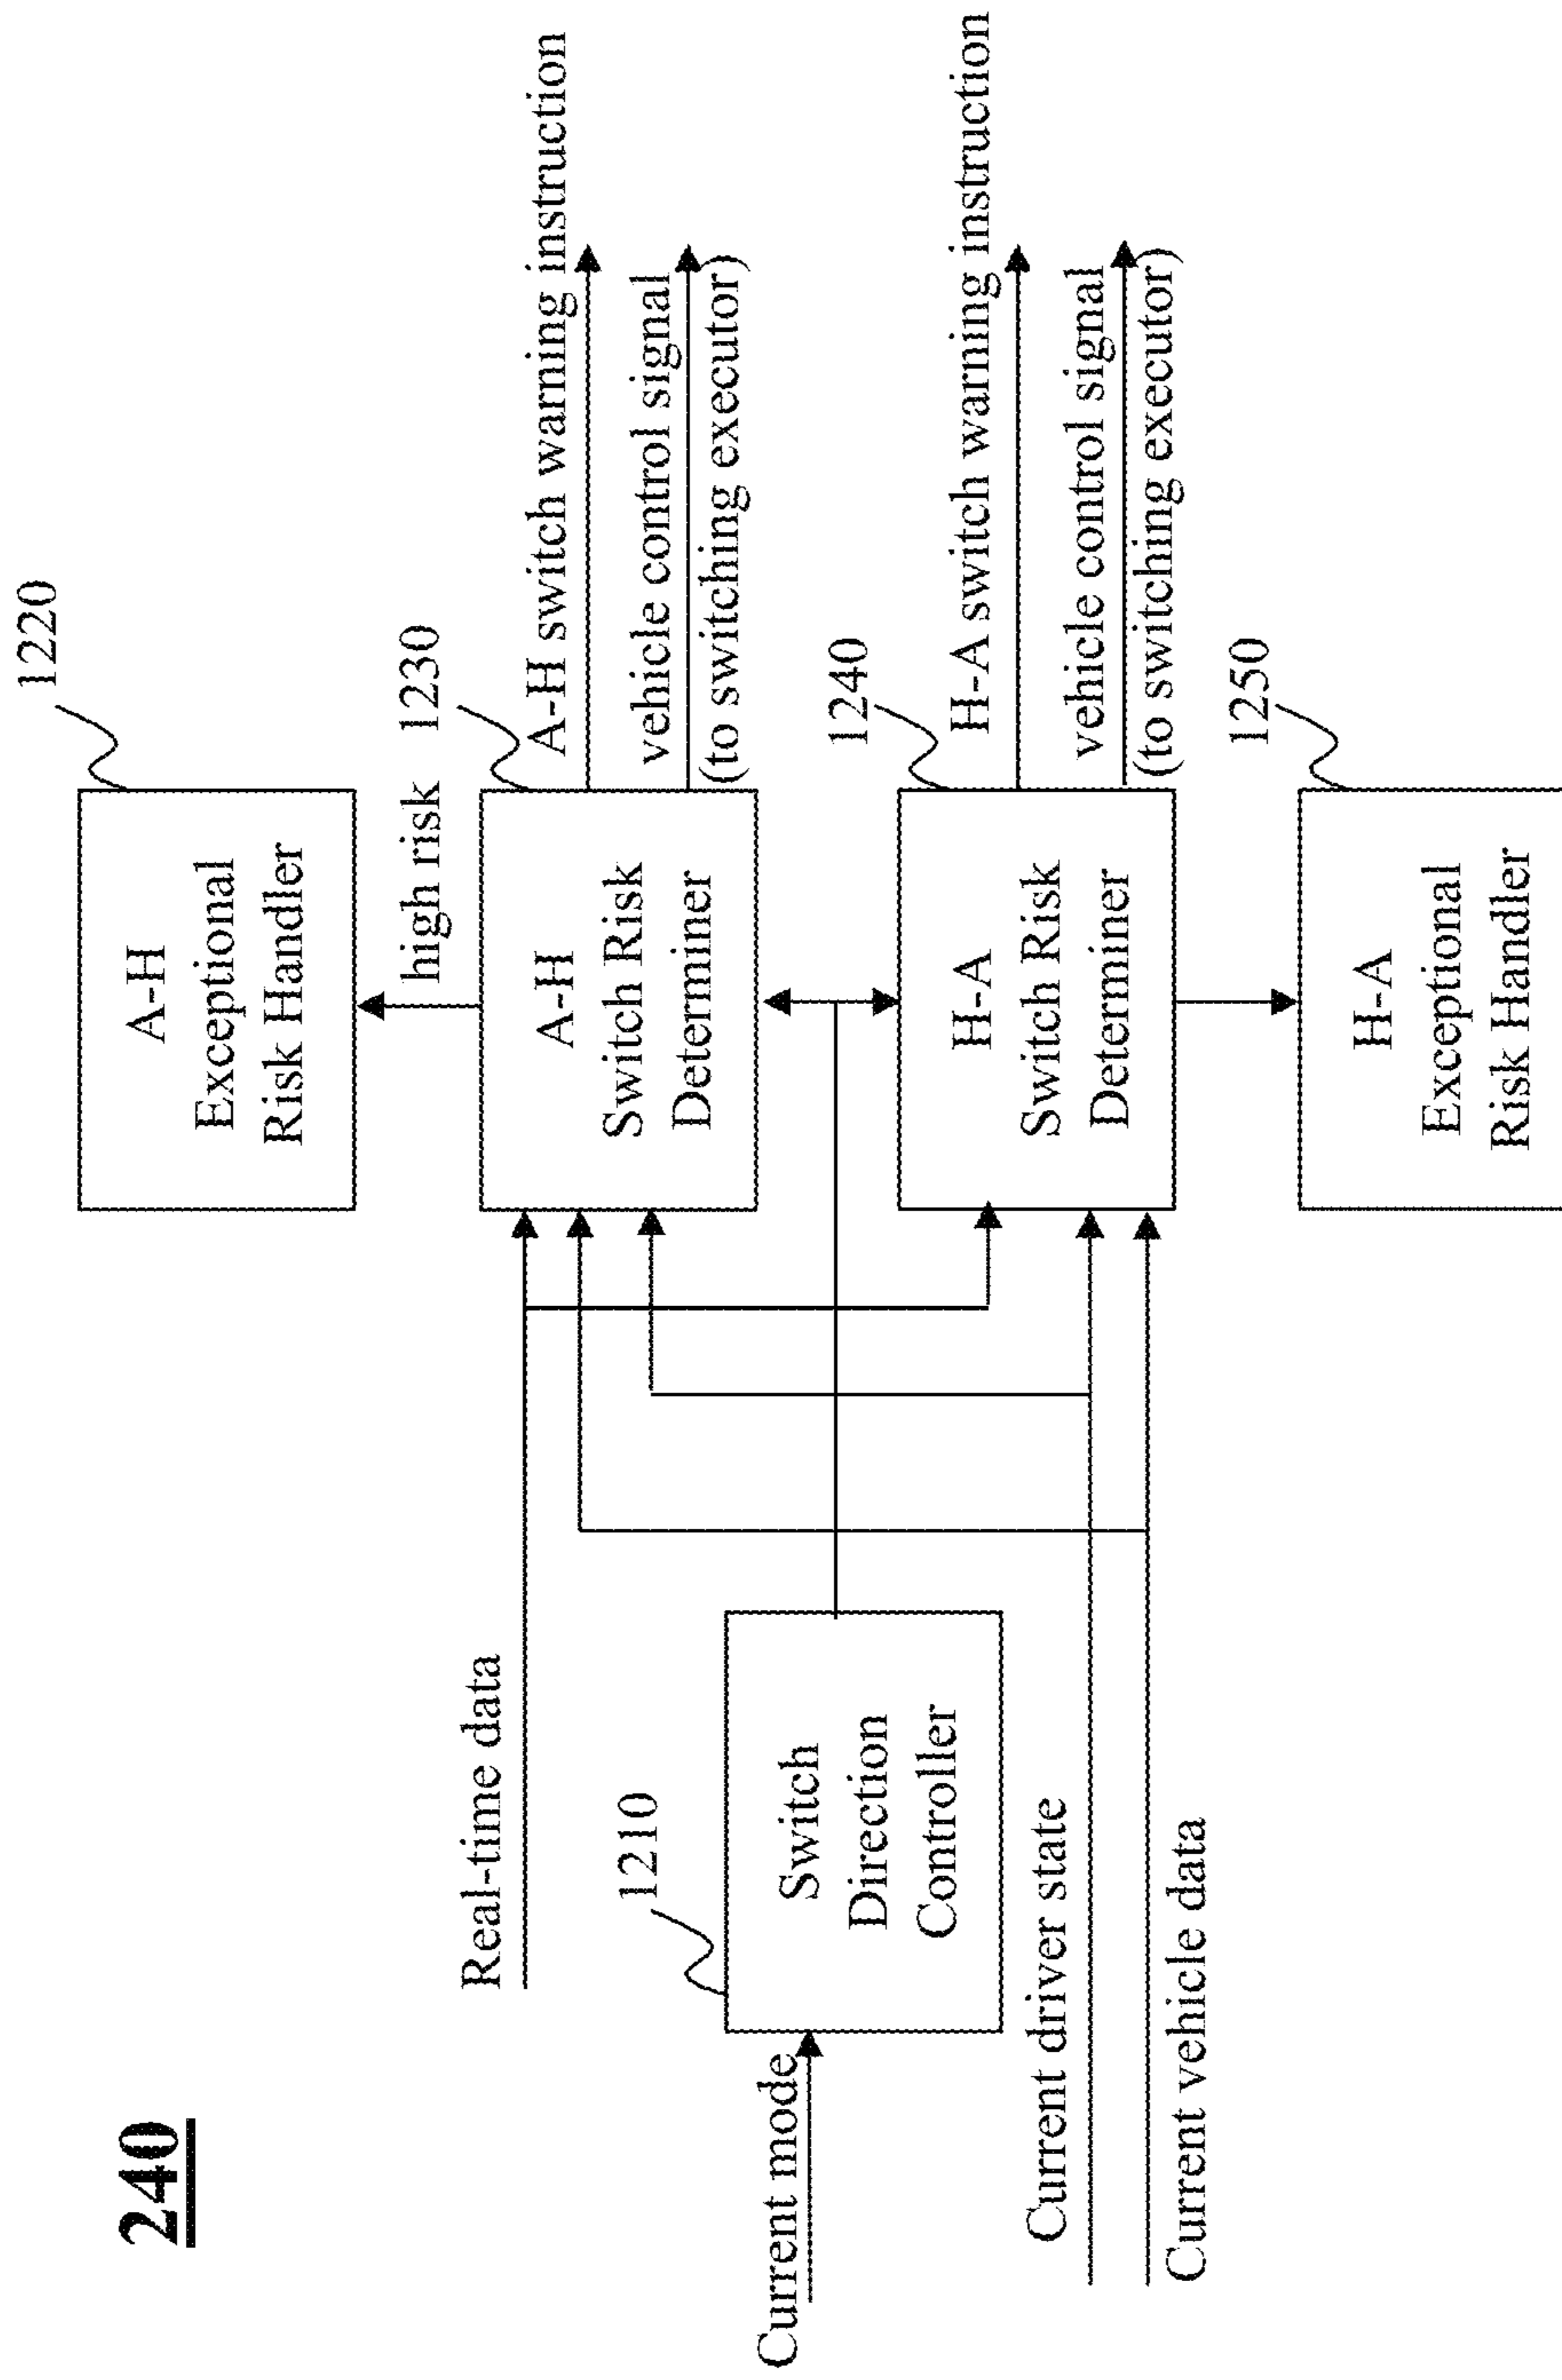 240
1220
A-H
Exceptional
Risk Handler
high risk
1230
A-H switch warning instruction
Real-time data
A-H
Switch Risk
Determiner
vehicle control signal
(to switching executor)
1210
Current mode
Switch
Direction
Controller
1240
H-A switch warning instruction
H-A
Switch Risk
Determiner
Current driver state
vehicle control signal
(to switching executor)
Current vehicle data
1250
H-A
Exceptional
Risk Handler